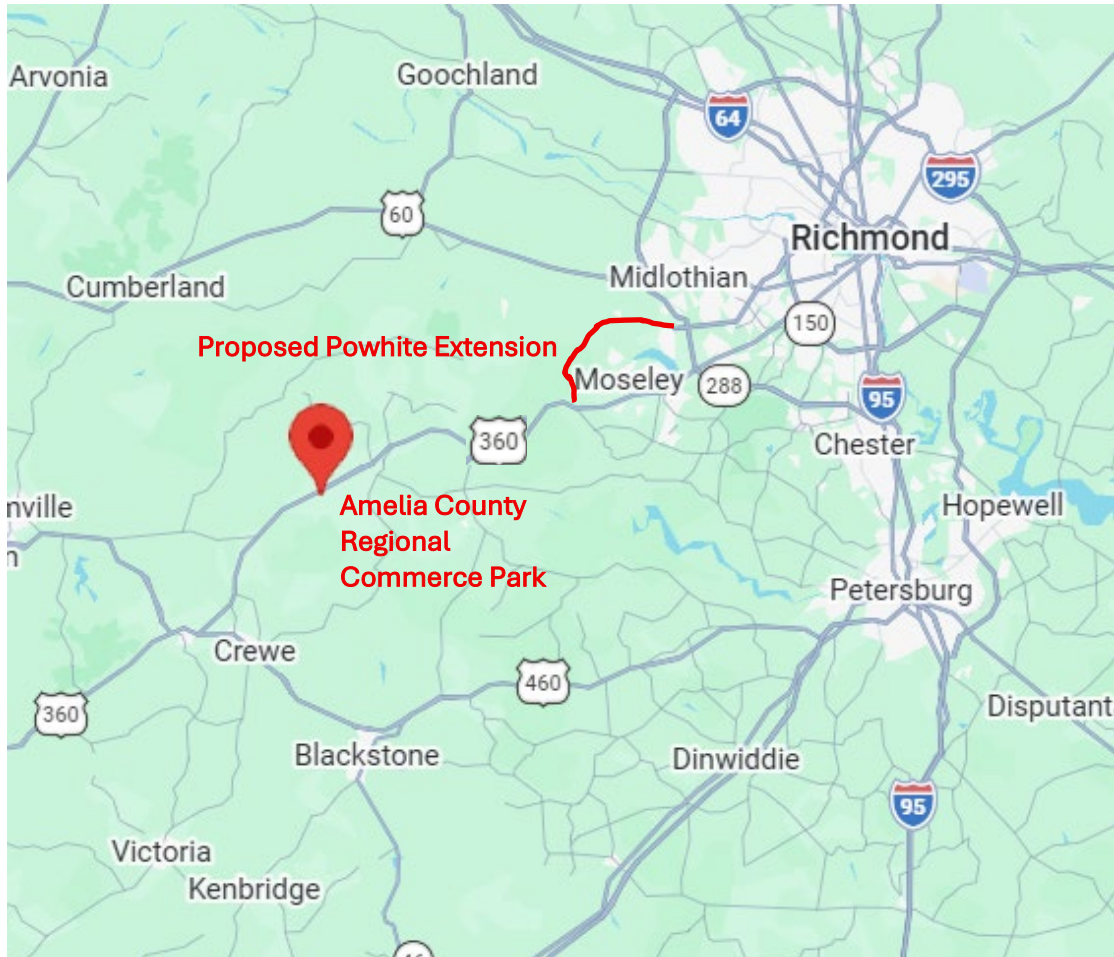 Arvonia
Goochland
64
295
60
Richmond
Midlothian
Cumberland
150
Proposed Powhite Extension
Moseley
288
95
360
Chester
Amelia County
Regional
Commerce Park
nville
n
Hopewell
Petersburg
Crewe
460
360
Disputant
Blackstone
Dinwiddie
95
Victoria
Kenbridge